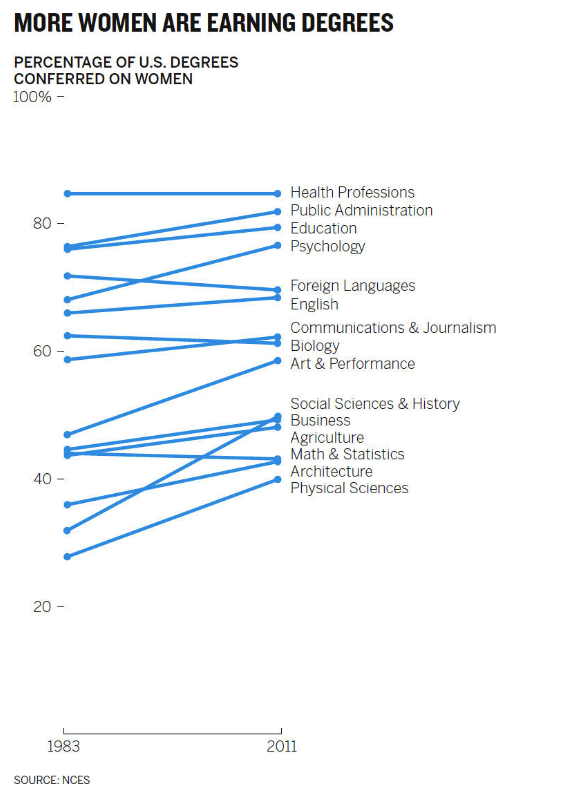 MORE WOMEN ARE EARNING DEGREES
PERCENTAGE OF U.S. DEGREES
CONFERRED ON WOMEN
100%
80
60
40
20
Health Professions
Public Administration
Education
Psychology
Foreign Languages
English
Communications & Journalism
Biology
Art & Performance
Social Sciences & History
Business
Agriculture
Math & Statistics
Architecture
Physical Sciences
1983
2011
SOURCE: NCES